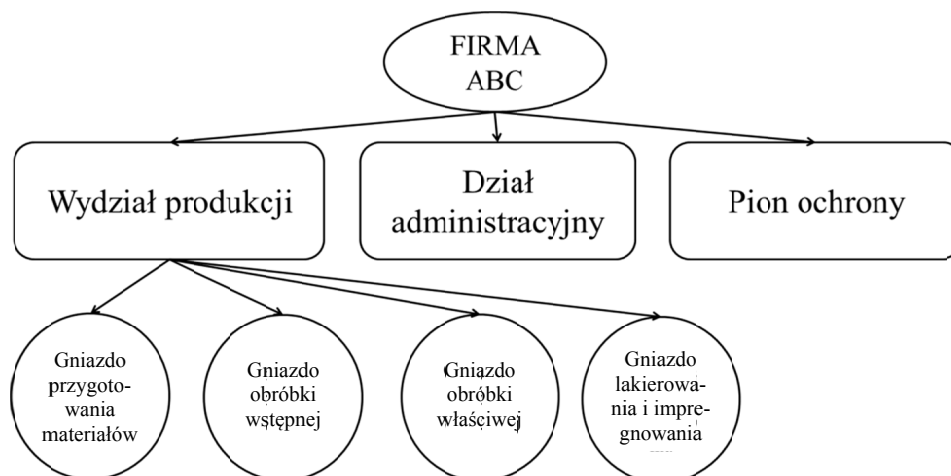 FIRMA
ABC
Wydział produkcji
Dział
administracyjny
Pion ochrony
Gniazdo
przygoto-
wania
materiałów
Gniazdo
obróbki
wstępnej
Gniazdo
obróbki
właściwej
Gniazdo
lakierowa-
nia i impre-
gnowania